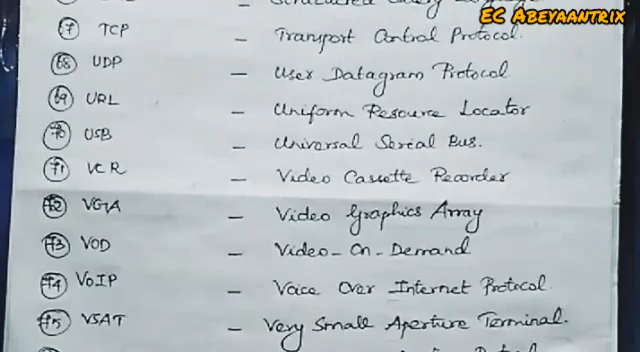 EC Abeyaantrix
Structured Query
67 TCP – Transport Control Protocol.
68 UDP – User Datagram Protocol
69 URL – Uniform Resource Locator
70 USB – Universal Serial Bus.
71 VCR – Video Cassette Recorder
72 VGA – Video Graphics Array
73 VOD – Video-On-Demand
74 VOIP – Voice Over Internet Protocol.
75 VSAT – Very Small Aperture Terminal.